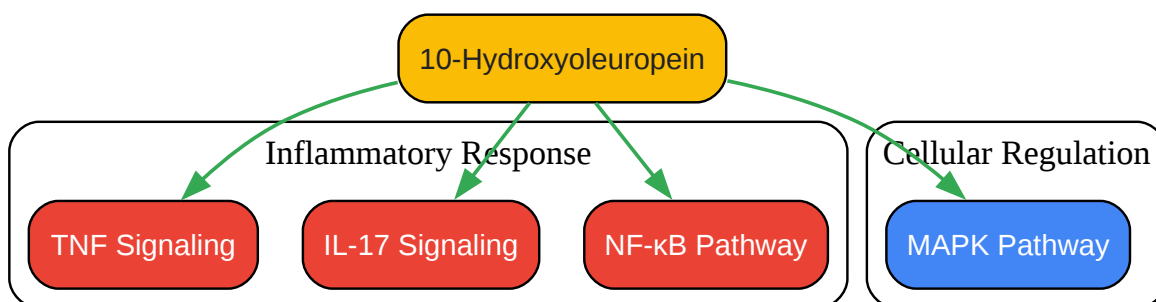 10-Hydroxyoleuropein
Inflammatory Response
Cellular Regulation
TNF Signaling
IL-17 Signaling
NF-κB Pathway
MAPK Pathway